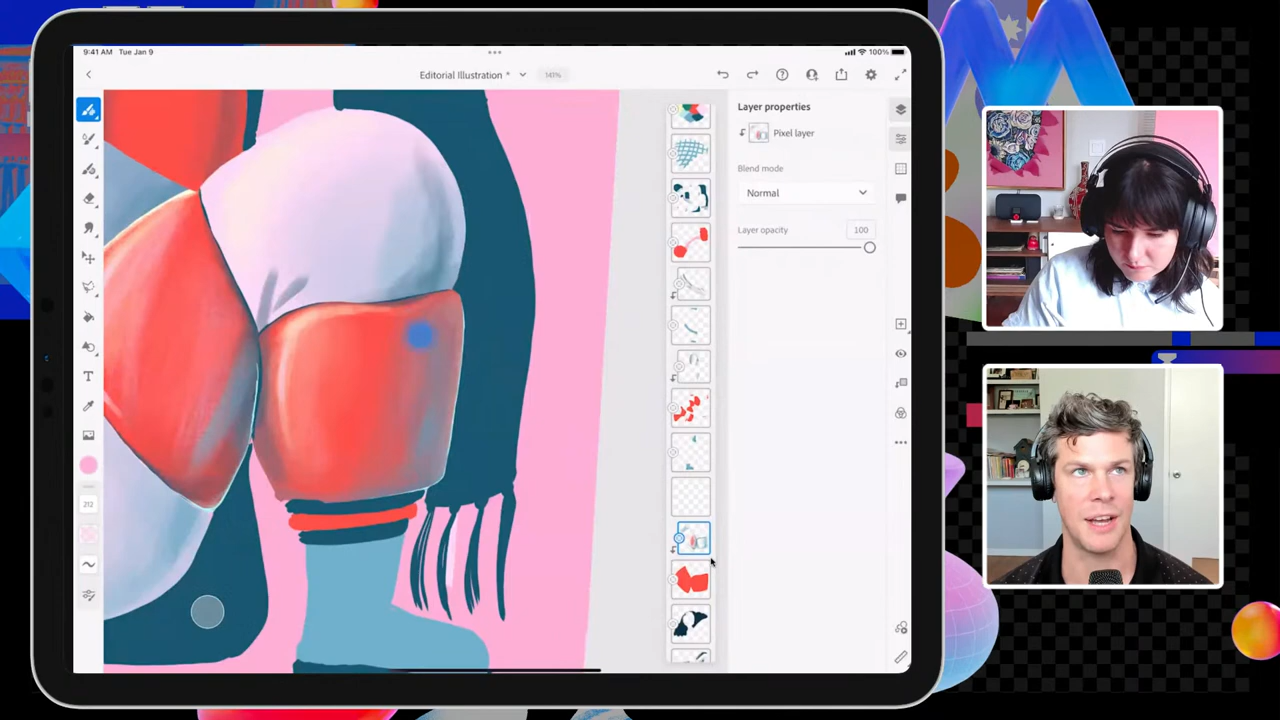 9:41 AM Tue Jan 9
100%
Editorial Illustration *
141%
Layer properties
Pixel layer
Blend mode
Normal
Layer opacity
100
T
212